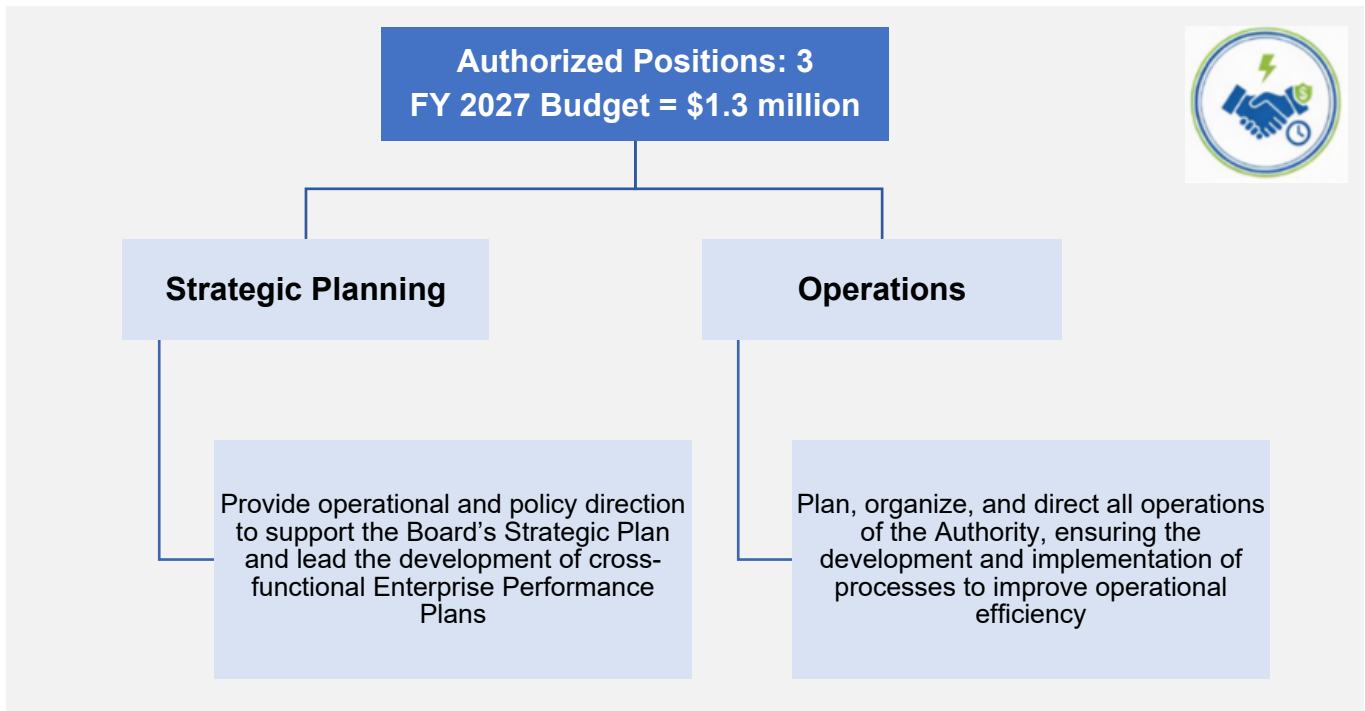 Authorized Positions: 3
FY 2027 Budget = $1.3 million
Strategic Planning
Operations
Provide operational and policy direction
to support the Board’s Strategic Plan
and lead the development of cross-
functional Enterprise Performance
Plans
Plan, organize, and direct all operations
of the Authority, ensuring the
development and implementation of
processes to improve operational
efficiency
$